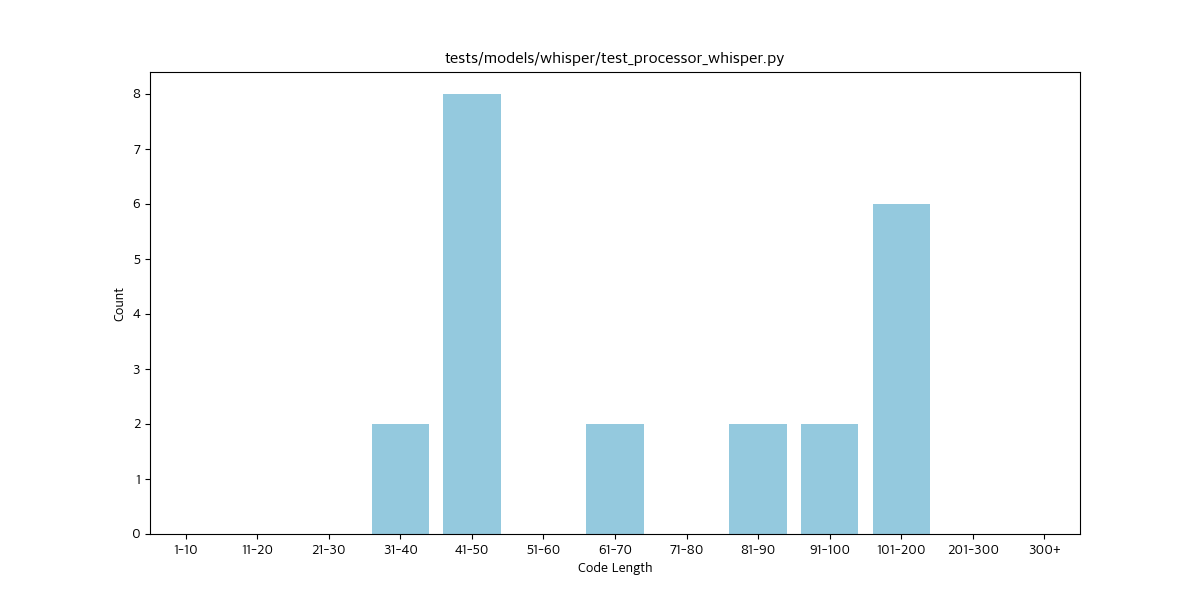 tests/models/whisper/test_processor_whisper.py
Count
8
7
6
5
4
3
2
1
0
1-10 11-20 21-30 31-40 41-50 51-60 61-70 71-80 81-90 91-100 101-200 201-300 300+
Code Length